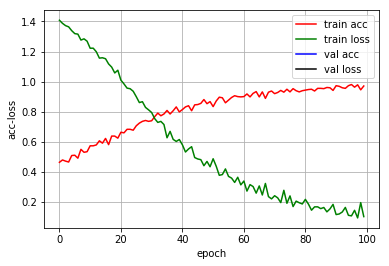 train acc
train loss
val acc
val loss
1.4
1.2
1.0
0.8
0.6
0.4
0.2
acc-loss
0 20 40 60 80 100
epoch